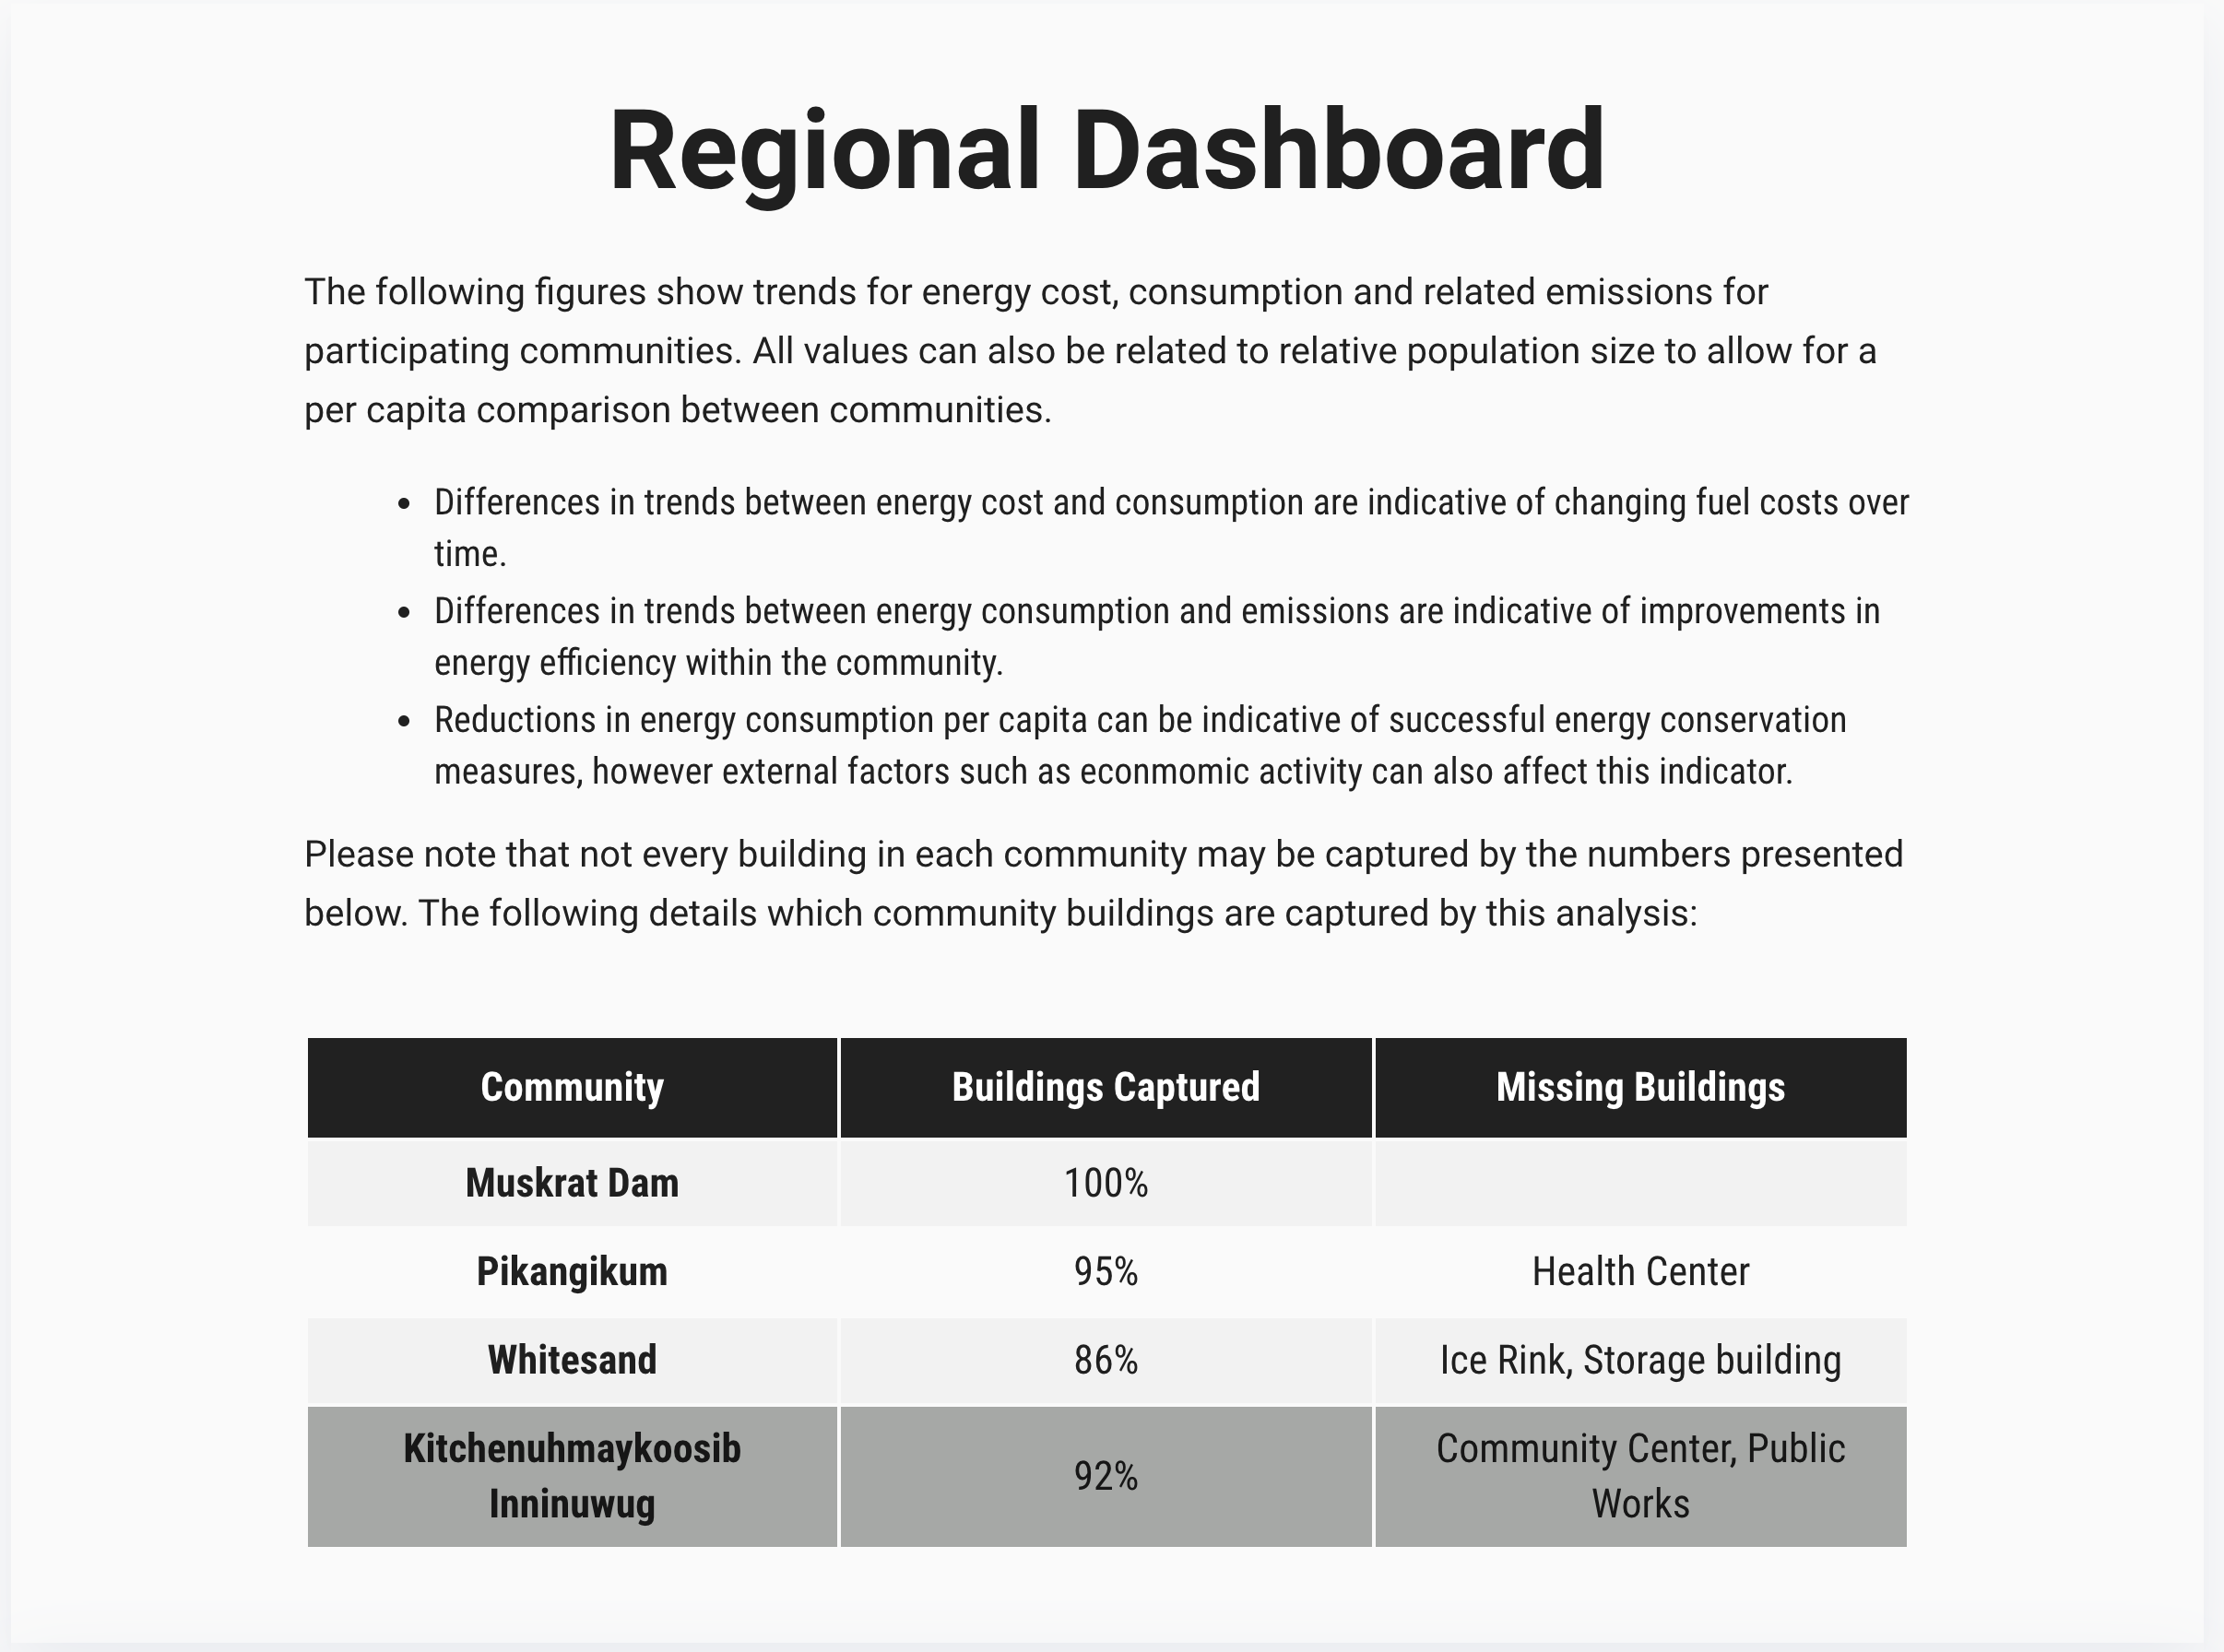 Regional Dashboard
The following figures show trends for energy cost, consumption and related emissions for
participating communities. All values can also be related to relative population size to allow for a
per capita comparison between communities.
• Differences in trends between energy cost and consumption are indicative of changing fuel costs over
time.
• Differences in trends between energy consumption and emissions are indicative of improvements in
energy efficiency within the community.
• Reductions in energy consumption per capita can be indicative of successful energy conservation
measures, however external factors such as econmomic activity can also affect this indicator.
Please note that not every building in each community may be captured by the numbers presented
below. The following details which community buildings are captured by this analysis:
Community Buildings Captured Missing Buildings
Muskrat Dam 100%
Pikangikum 95% Health Center
Whitesand 86% Ice Rink, Storage building
Kitchenuhmaykoosib
Inninuwug 92% Community Center, Public
Works